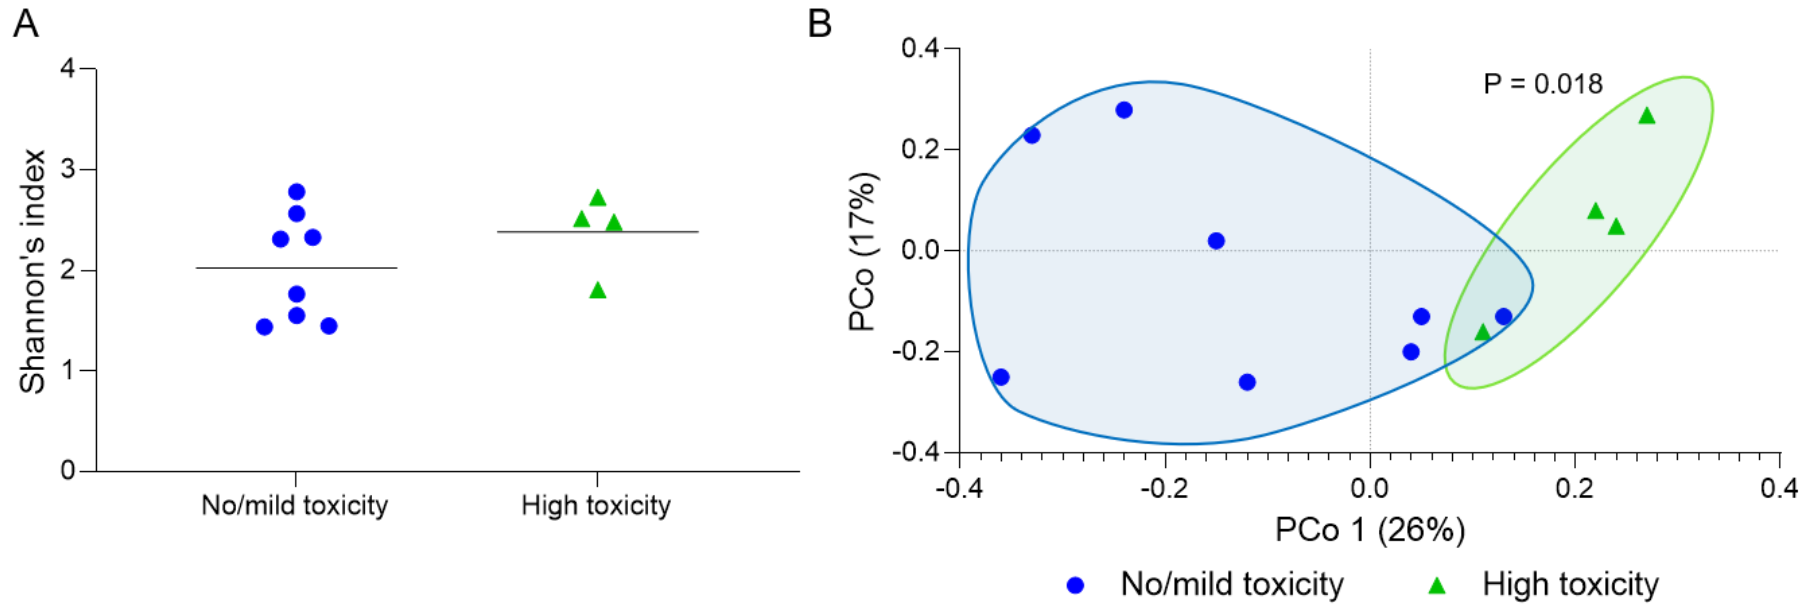 A
4
3
2
1
0
Shannon's index
No/mild toxicity
High toxicity
B
0.4
0.2
0.0
-0.2
-0.4
PCo (17%)
P = 0.018
-0.4
-0.2
0.0
0.2
0.4
PCo 1 (26%)
No/mild toxicity
High toxicity